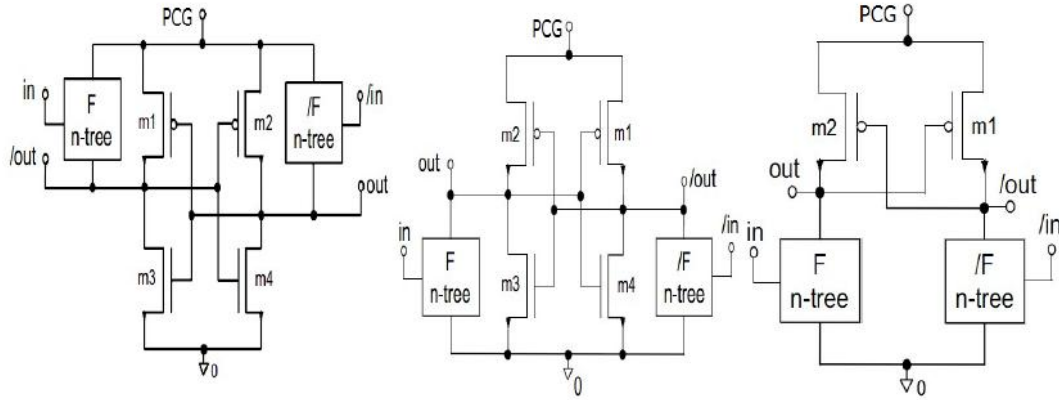 PCG
in
F
n-tree
m1
m2
/F
n-tree
/in
/out
out
m3
m4
0
PCG
m2
m1
out
/out
in
F
n-tree
m3
m4
/F
n-tree
/in
0
PCG
m2
m1
out
/out
in
F
n-tree
/F
n-tree
/in
0